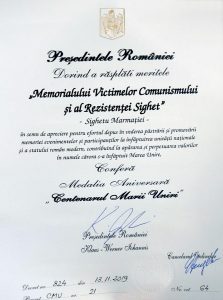 Președintele României
Dorind a răsplăti meritele
„Memorialului Victimelor Comunismului
și al Rezistenței Sighet”
- Sighetu Marmației -
în semn de apreciere pentru efortul depus în vederea păstrării și promovării
memoriei evenimentelor și participanților la înfăptuirea unității naționale
și a statului român modern, contribuind la apărarea și propagarea valorilor
în numele cărora s-a înfăptuit Marea Unire,
Conferă
Medalia Aniversară
„Centenarul Marii Uniri”
Președintele României
Klaus - Werner Iohannis
Cancelarul Ordinelor
Decret nr. 824 din 13.11.2019
Brevet OMU nr. 21
Nr. cut. 64